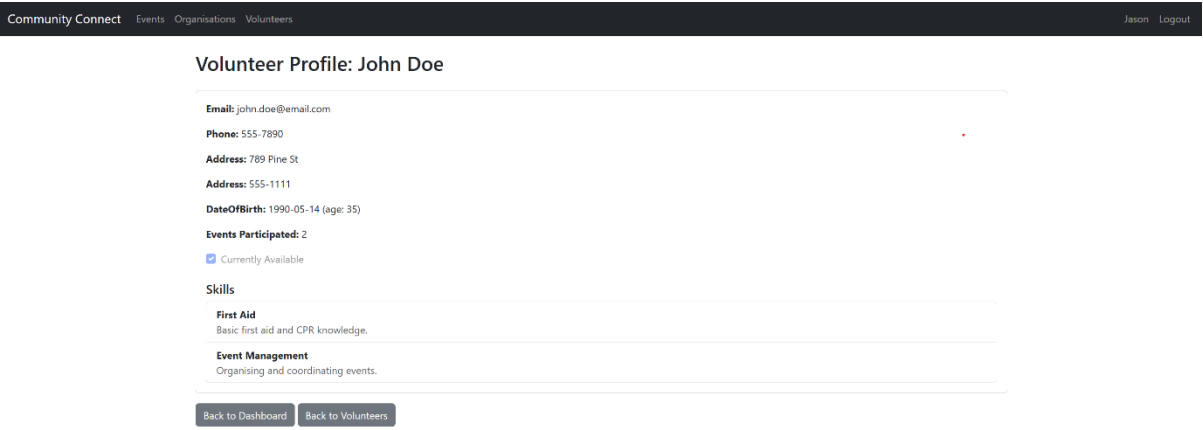 Community Connect Events Organisations Volunteers Jason Logout
Volunteer Profile: John Doe
Email: john.doe@email.com
Phone: 555-7890
Address: 789 Pine St
Address: 555-1111
DateOfBirth: 1990-05-14 (age: 35)
Events Participated: 2
Currently Available
Skills
First Aid
Basic first aid and CPR knowledge.
Event Management
Organising and coordinating events.
Back to Dashboard Back to Volunteers